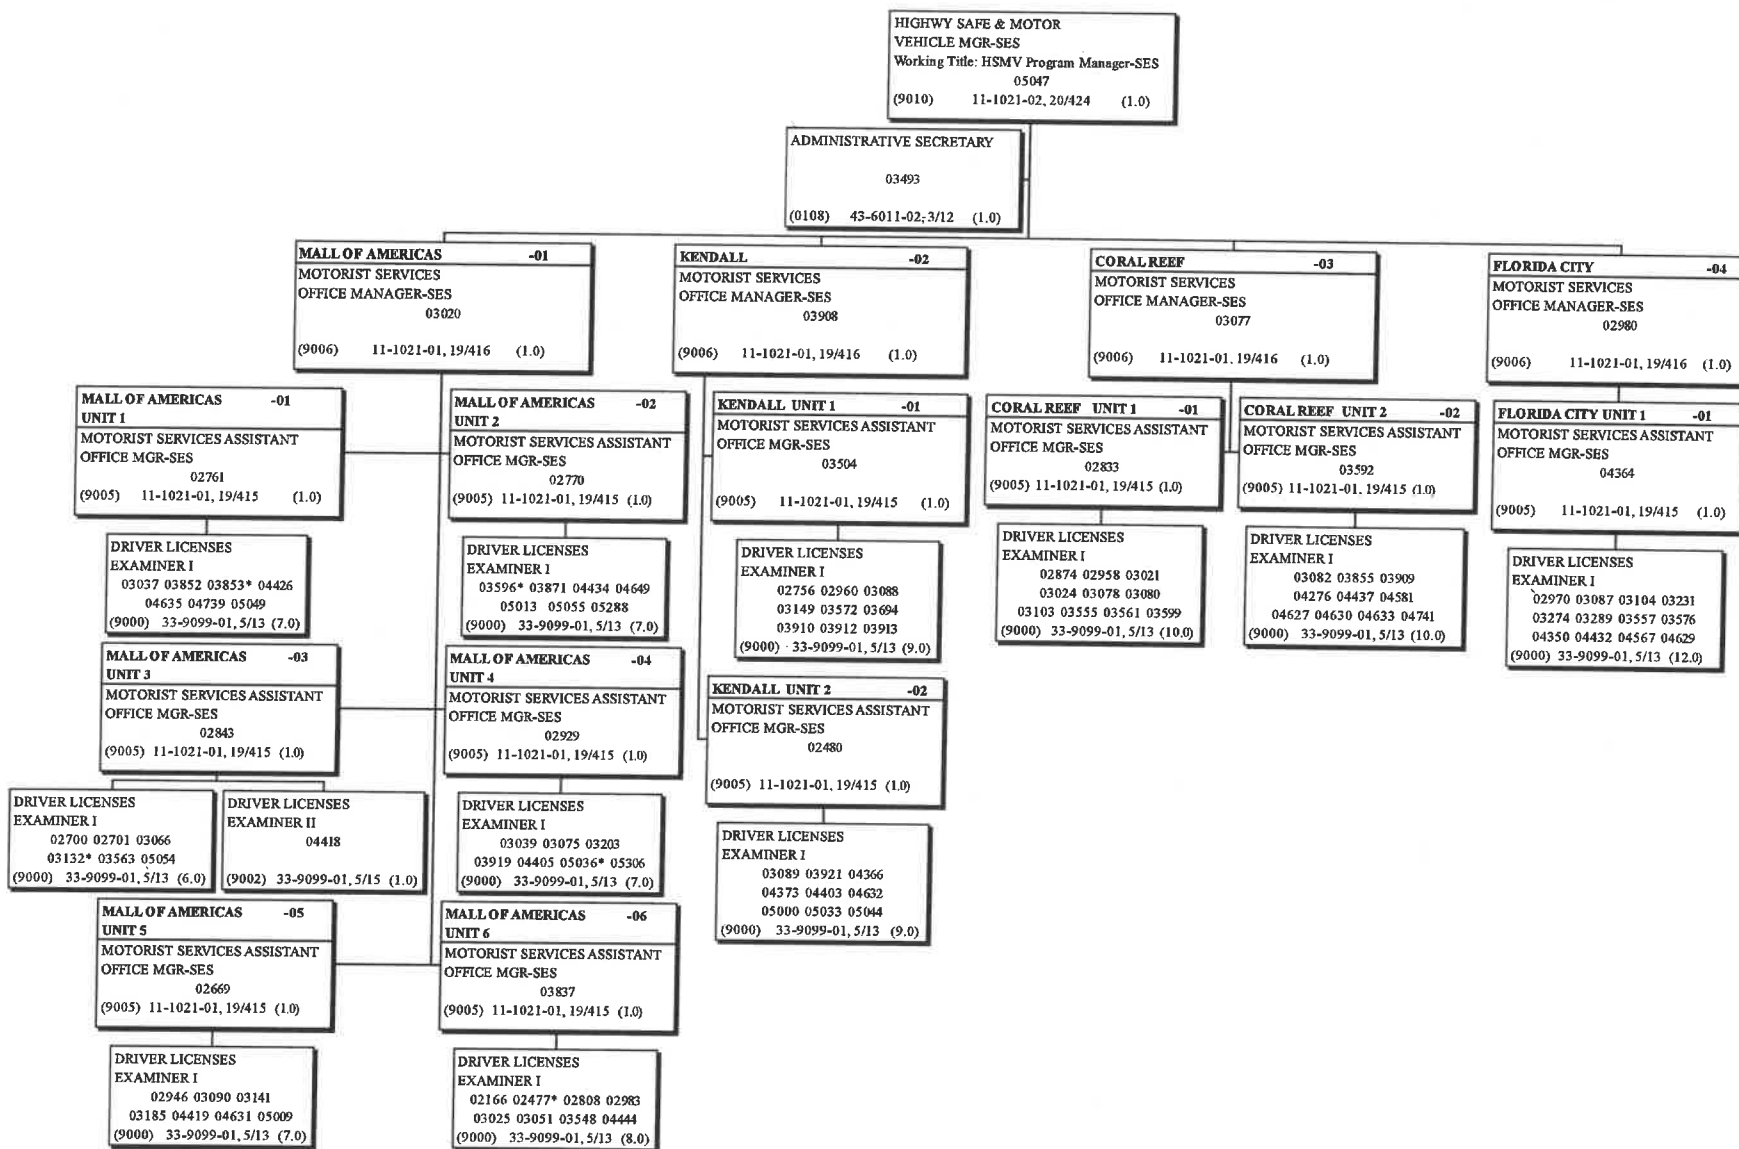 HIGHWY SAFE & MOTOR
VEHICLE MGR-SES
Working Title: HSMV Program Manager-SES
05047
(9010) 11-1021-02, 20/424 (1.0)
ADMINISTRATIVE SECRETARY
03493
(0108) 43-6011-02, 3/12 (1.0)
MALL OF AMERICAS -01
MOTORIST SERVICES
OFFICE MANAGER-SES
03020
(9006) 11-1021-01, 19/416 (1.0)
KENDALL -02
MOTORIST SERVICES
OFFICE MANAGER-SES
03908
(9006) 11-1021-01, 19/416 (1.0)
CORAL REEF -03
MOTORIST SERVICES
OFFICE MANAGER-SES
03077
(9006) 11-1021-01, 19/416 (1.0)
FLORIDA CITY -04
MOTORIST SERVICES
OFFICE MANAGER-SES
02980
(9006) 11-1021-01, 19/416 (1.0)
MALL OF AMERICAS -01
UNIT 1
MOTORIST SERVICES ASSISTANT
OFFICE MGR-SES
02761
(9005) 11-1021-01, 19/415 (1.0)
MALL OF AMERICAS -02
UNIT 2
MOTORIST SERVICES ASSISTANT
OFFICE MGR-SES
02770
(9005) 11-1021-01, 19/415 (1.0)
KENDALL UNIT 1 -01
MOTORIST SERVICES ASSISTANT
OFFICE MGR-SES
03504
(9005) 11-1021-01, 19/415 (1.0)
CORAL REEF UNIT 1 -01
MOTORIST SERVICES ASSISTANT
OFFICE MGR-SES
02833
(9005) 11-1021-01, 19/415 (1.0)
CORAL REEF UNIT 2 -02
MOTORIST SERVICES ASSISTANT
OFFICE MGR-SES
03592
(9005) 11-1021-01, 19/415 (1.0)
FLORIDA CITY UNIT 1 -01
MOTORIST SERVICES ASSISTANT
OFFICE MGR-SES
04364
(9005) 11-1021-01, 19/415 (1.0)
DRIVER LICENSES
EXAMINER I
03037 03852 03853* 04426
04635 04739 05049
(9000) 33-9099-01, 5/13 (7.0)
DRIVER LICENSES
EXAMINER I
03596* 03871 04434 04649
05013 05055 05288
(9000) 33-9099-01, 5/13 (7.0)
DRIVER LICENSES
EXAMINER I
02756 02960 03088
03149 03572 03694
03910 03912 03913
(9000) 33-9099-01, 5/13 (9.0)
DRIVER LICENSES
EXAMINER I
02874 02958 03021
03024 03078 03080
03103 03555 03561 03599
(9000) 33-9099-01, 5/13 (10.0)
DRIVER LICENSES
EXAMINER I
03082 03855 03909
04276 04437 04581
04627 04630 04633 04741
(9000) 33-9099-01, 5/13 (10.0)
DRIVER LICENSES
EXAMINER I
02970 03087 03104 03231
03274 03289 03557 03576
04350 04432 04567 04629
(9000) 33-9099-01, 5/13 (12.0)
MALL OF AMERICAS -03
UNIT 3
MOTORIST SERVICES ASSISTANT
OFFICE MGR-SES
02843
(9005) 11-1021-01, 19/415 (1.0)
MALL OF AMERICAS -04
UNIT 4
MOTORIST SERVICES ASSISTANT
OFFICE MGR-SES
02929
(9005) 11-1021-01, 19/415 (1.0)
KENDALL UNIT 2 -02
MOTORIST SERVICES ASSISTANT
OFFICE MGR-SES
02480
(9005) 11-1021-01, 19/415 (1.0)
DRIVER LICENSES
EXAMINER I
02700 02701 03066
03132* 03563 05054
(9000) 33-9099-01, 5/13 (6.0)
DRIVER LICENSES
EXAMINER II
04418
(9002) 33-9099-01, 5/15 (1.0)
DRIVER LICENSES
EXAMINER I
03039 03075 03203
03919 04405 05036* 05306
(9000) 33-9099-01, 5/13 (7.0)
DRIVER LICENSES
EXAMINER I
03089 03921 04366
04373 04403 04632
05000 05033 05044
(9000) 33-9099-01, 5/13 (9.0)
MALL OF AMERICAS -05
UNIT 5
MOTORIST SERVICES ASSISTANT
OFFICE MGR-SES
02669
(9005) 11-1021-01, 19/415 (1.0)
MALL OF AMERICAS -06
UNIT 6
MOTORIST SERVICES ASSISTANT
OFFICE MGR-SES
03837
(9005) 11-1021-01, 19/415 (1.0)
DRIVER LICENSES
EXAMINER I
02946 03090 03141
03185 04419 04631 05009
(9000) 33-9099-01, 5/13 (7.0)
DRIVER LICENSES
EXAMINER I
02166 02477* 02808 02983
03025 03051 03548 04444
(9000) 33-9099-01, 5/13 (8.0)